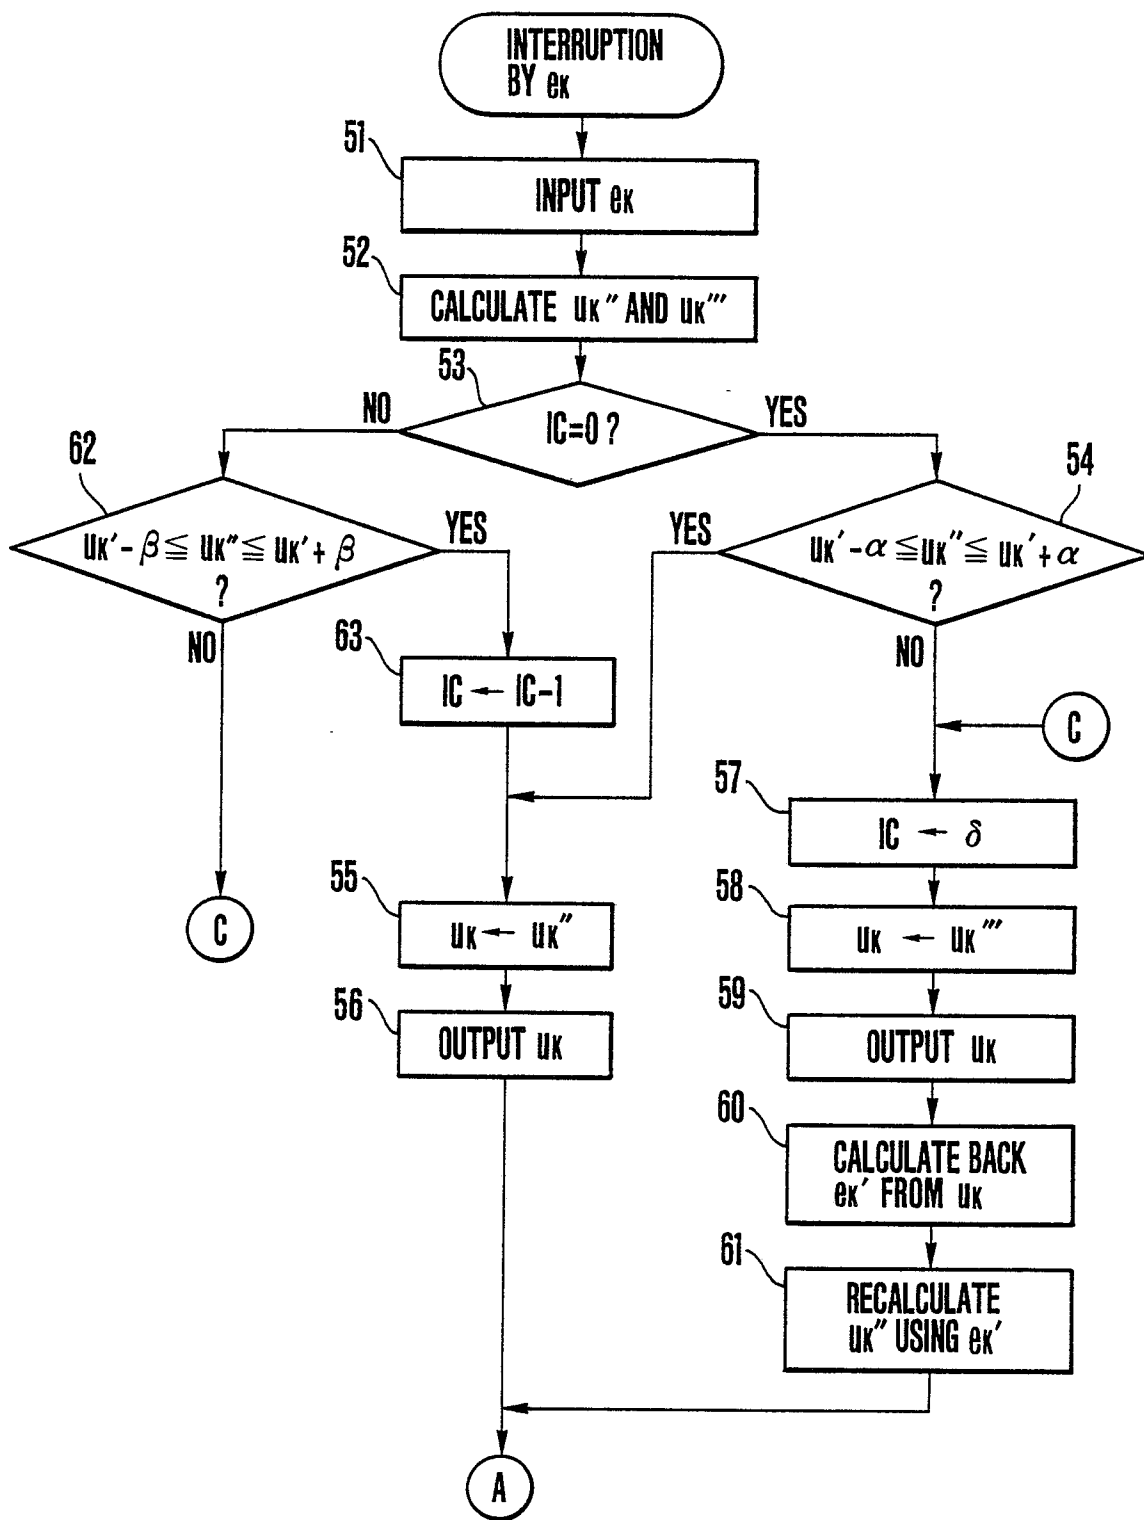 INTERRUPTION
BY eK
51
INPUT eK
52
CALCULATE uK″ AND uK‴
53
NO
IC=0 ?
YES
62
54
uK′ - β ≦ uK″ ≦ uK′ + β
?
YES
NO
YES
uK′ - α ≦ uK″ ≦ uK′ + α
?
NO
63
IC ← IC-1
C
57
IC ← δ
55
uK ← uK″
C
58
uK ← uK‴
56
OUTPUT uK
59
OUTPUT uK
60
CALCULATE BACK
eK′ FROM uK
61
RECALCULATE
uK″ USING eK′
A